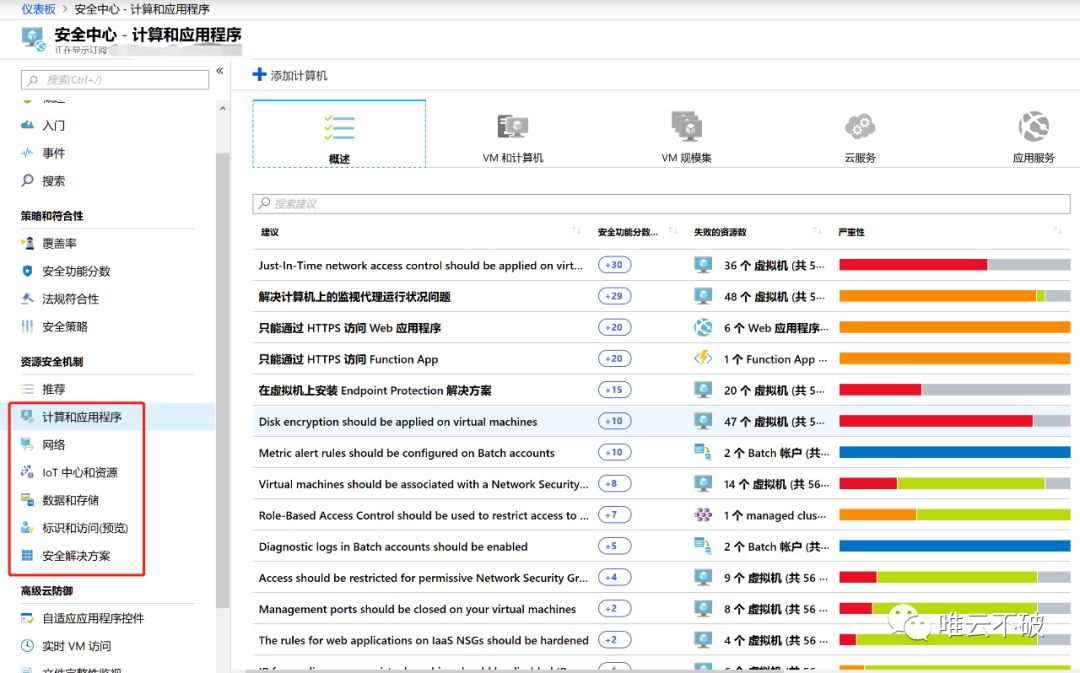 仪表板 > 安全中心 - 计算和应用程序
安全中心 - 计算和应用程序
正在显示订阅
搜索(Ctrl+/)
«
概述
入门
事件
搜索
策略和符合性
覆盖率
安全功能分数
法规符合性
安全策略
资源安全机制
推荐
计算和应用程序
网络
IoT 中心和资源
数据和存储
标识和访问(预览)
安全解决方案
高级云防御
自适应应用程序控件
实时 VM 访问
文件完整性监视
添加计算机
概述
VM 和计算机
VM 规模集
云服务
应用服务
搜索建议
建议 安全功能分数... 失败的资源数 严重性
Just-In-Time network access control should be applied on virt... +30 36 个 虚拟机 (共 5...
解决计算机上的监视代理运行状况问题 +29 48 个 虚拟机 (共 5...
只能通过 HTTPS 访问 Web 应用程序 +20 6 个 Web 应用程序...
只能通过 HTTPS 访问 Function App +20 1 个 Function App ...
在虚拟机上安装 Endpoint Protection 解决方案 +15 20 个 虚拟机 (共 5...
Disk encryption should be applied on virtual machines +10 47 个 虚拟机 (共 5...
Metric alert rules should be configured on Batch accounts +10 2 个 Batch 帐户 (共...
Virtual machines should be associated with a Network Security... +8 14 个 虚拟机 (共 56...
Role-Based Access Control should be used to restrict access to ... +7 1 个 managed clus...
Diagnostic logs in Batch accounts should be enabled +5 2 个 Batch 帐户 (共...
Access should be restricted for permissive Network Security Gr... +4 9 个 虚拟机 (共 56 ...
Management ports should be closed on your virtual machines +2 8 个 虚拟机 (共 56 ...
The rules for web applications on IaaS NSGs should be hardened +2 4 个 虚拟机 (共 56 ...
唯云不破